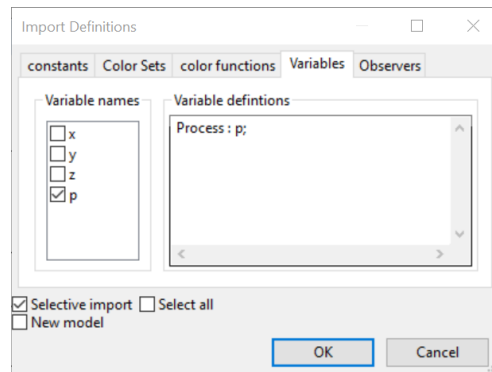 Import Definitions
constants Color Sets color functions Variables Observers
Variable names
Variable defintions
x
y
z
p
Process : p;
Selective import Select all
New model
OK Cancel